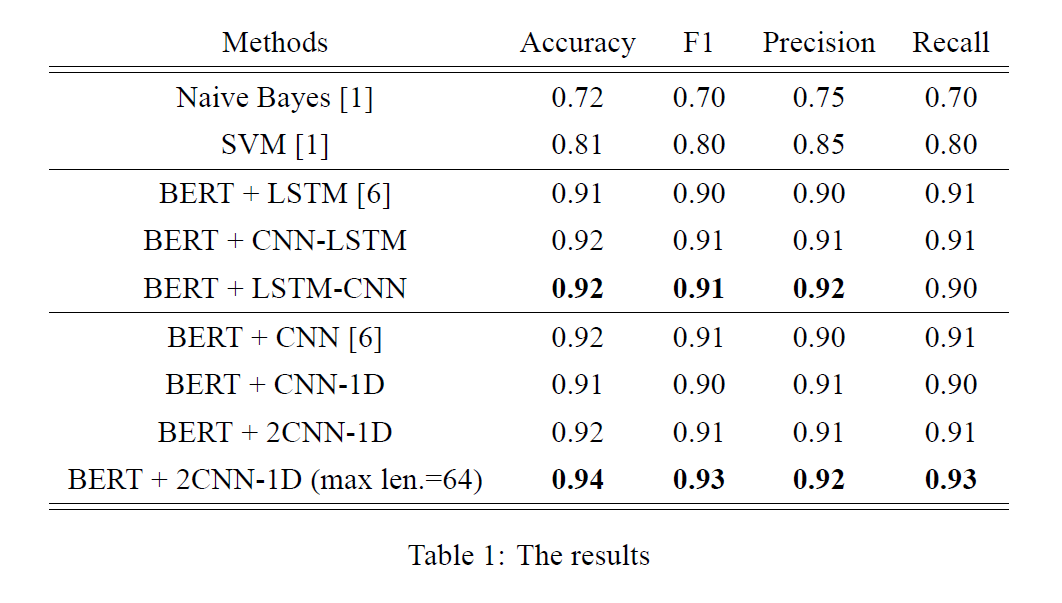 Methods Accuracy F1 Precision Recall
Naive Bayes [1] 0.72 0.70 0.75 0.70
SVM [1] 0.81 0.80 0.85 0.80
BERT + LSTM [6] 0.91 0.90 0.90 0.91
BERT + CNN-LSTM 0.92 0.91 0.91 0.91
BERT + LSTM-CNN 0.92 0.91 0.92 0.90
BERT + CNN [6] 0.92 0.91 0.90 0.91
BERT + CNN-1D 0.91 0.90 0.91 0.90
BERT + 2CNN-1D 0.92 0.91 0.91 0.91
BERT + 2CNN-1D (max len.=64) 0.94 0.93 0.92 0.93
Table 1: The results